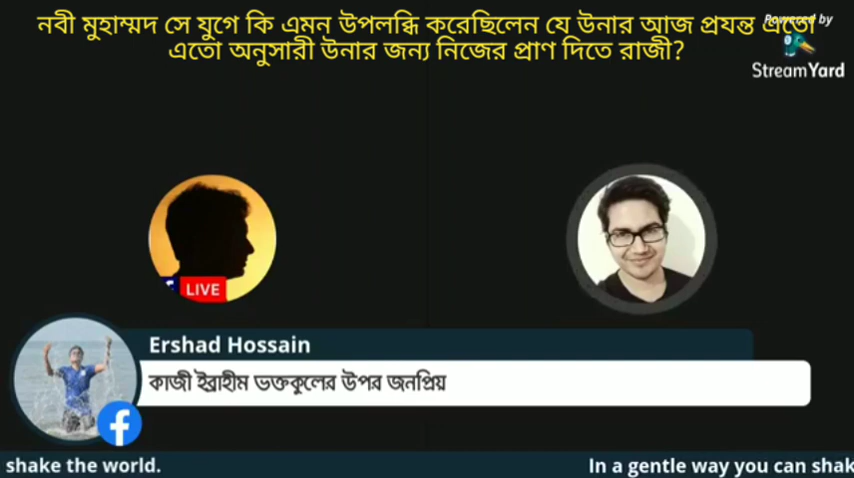 নবী মুহাম্মদ সে যুগে কি এমন উপলব্ধি করেছিলেন যে উনার আজ প্রযন্ত এতো
এতো অনুসারী উনার জন্য নিজের প্রাণ দিতে রাজী?
Powered by
StreamYard
LIVE
Ershad Hossain
কাজী ইব্রাহীম ভক্তকুলের উপর জনপ্রিয়
shake the world.
In a gentle way you can shak